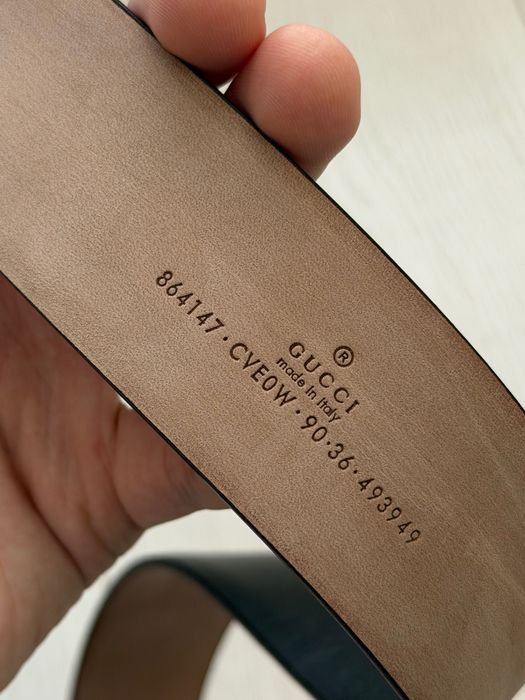 ®
GUCCI
made in italy
864147 · CVE0W · 90·36· 493949